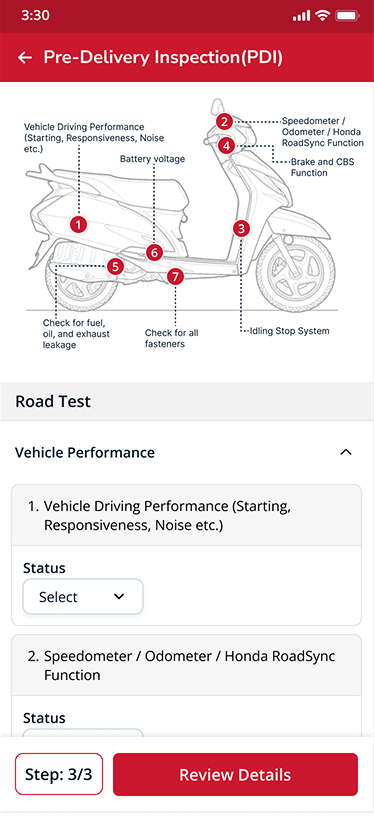 3:30
Pre-Delivery Inspection(PDI)
Vehicle Driving Performance
(Starting, Responsiveness, Noise
etc.)
Battery voltage
2
Speedometer /
Odometer / Honda
RoadSync Function
4
Brake and CBS
Function
1
3
6
5
7
Check for fuel,
oil, and exhaust
leakage
Check for all
fasteners
Idling Stop System
Road Test
Vehicle Performance
1. Vehicle Driving Performance (Starting,
Responsiveness, Noise etc.)
Status
Select
2. Speedometer / Odometer / Honda RoadSync
Function
Status
Step: 3/3
Review Details